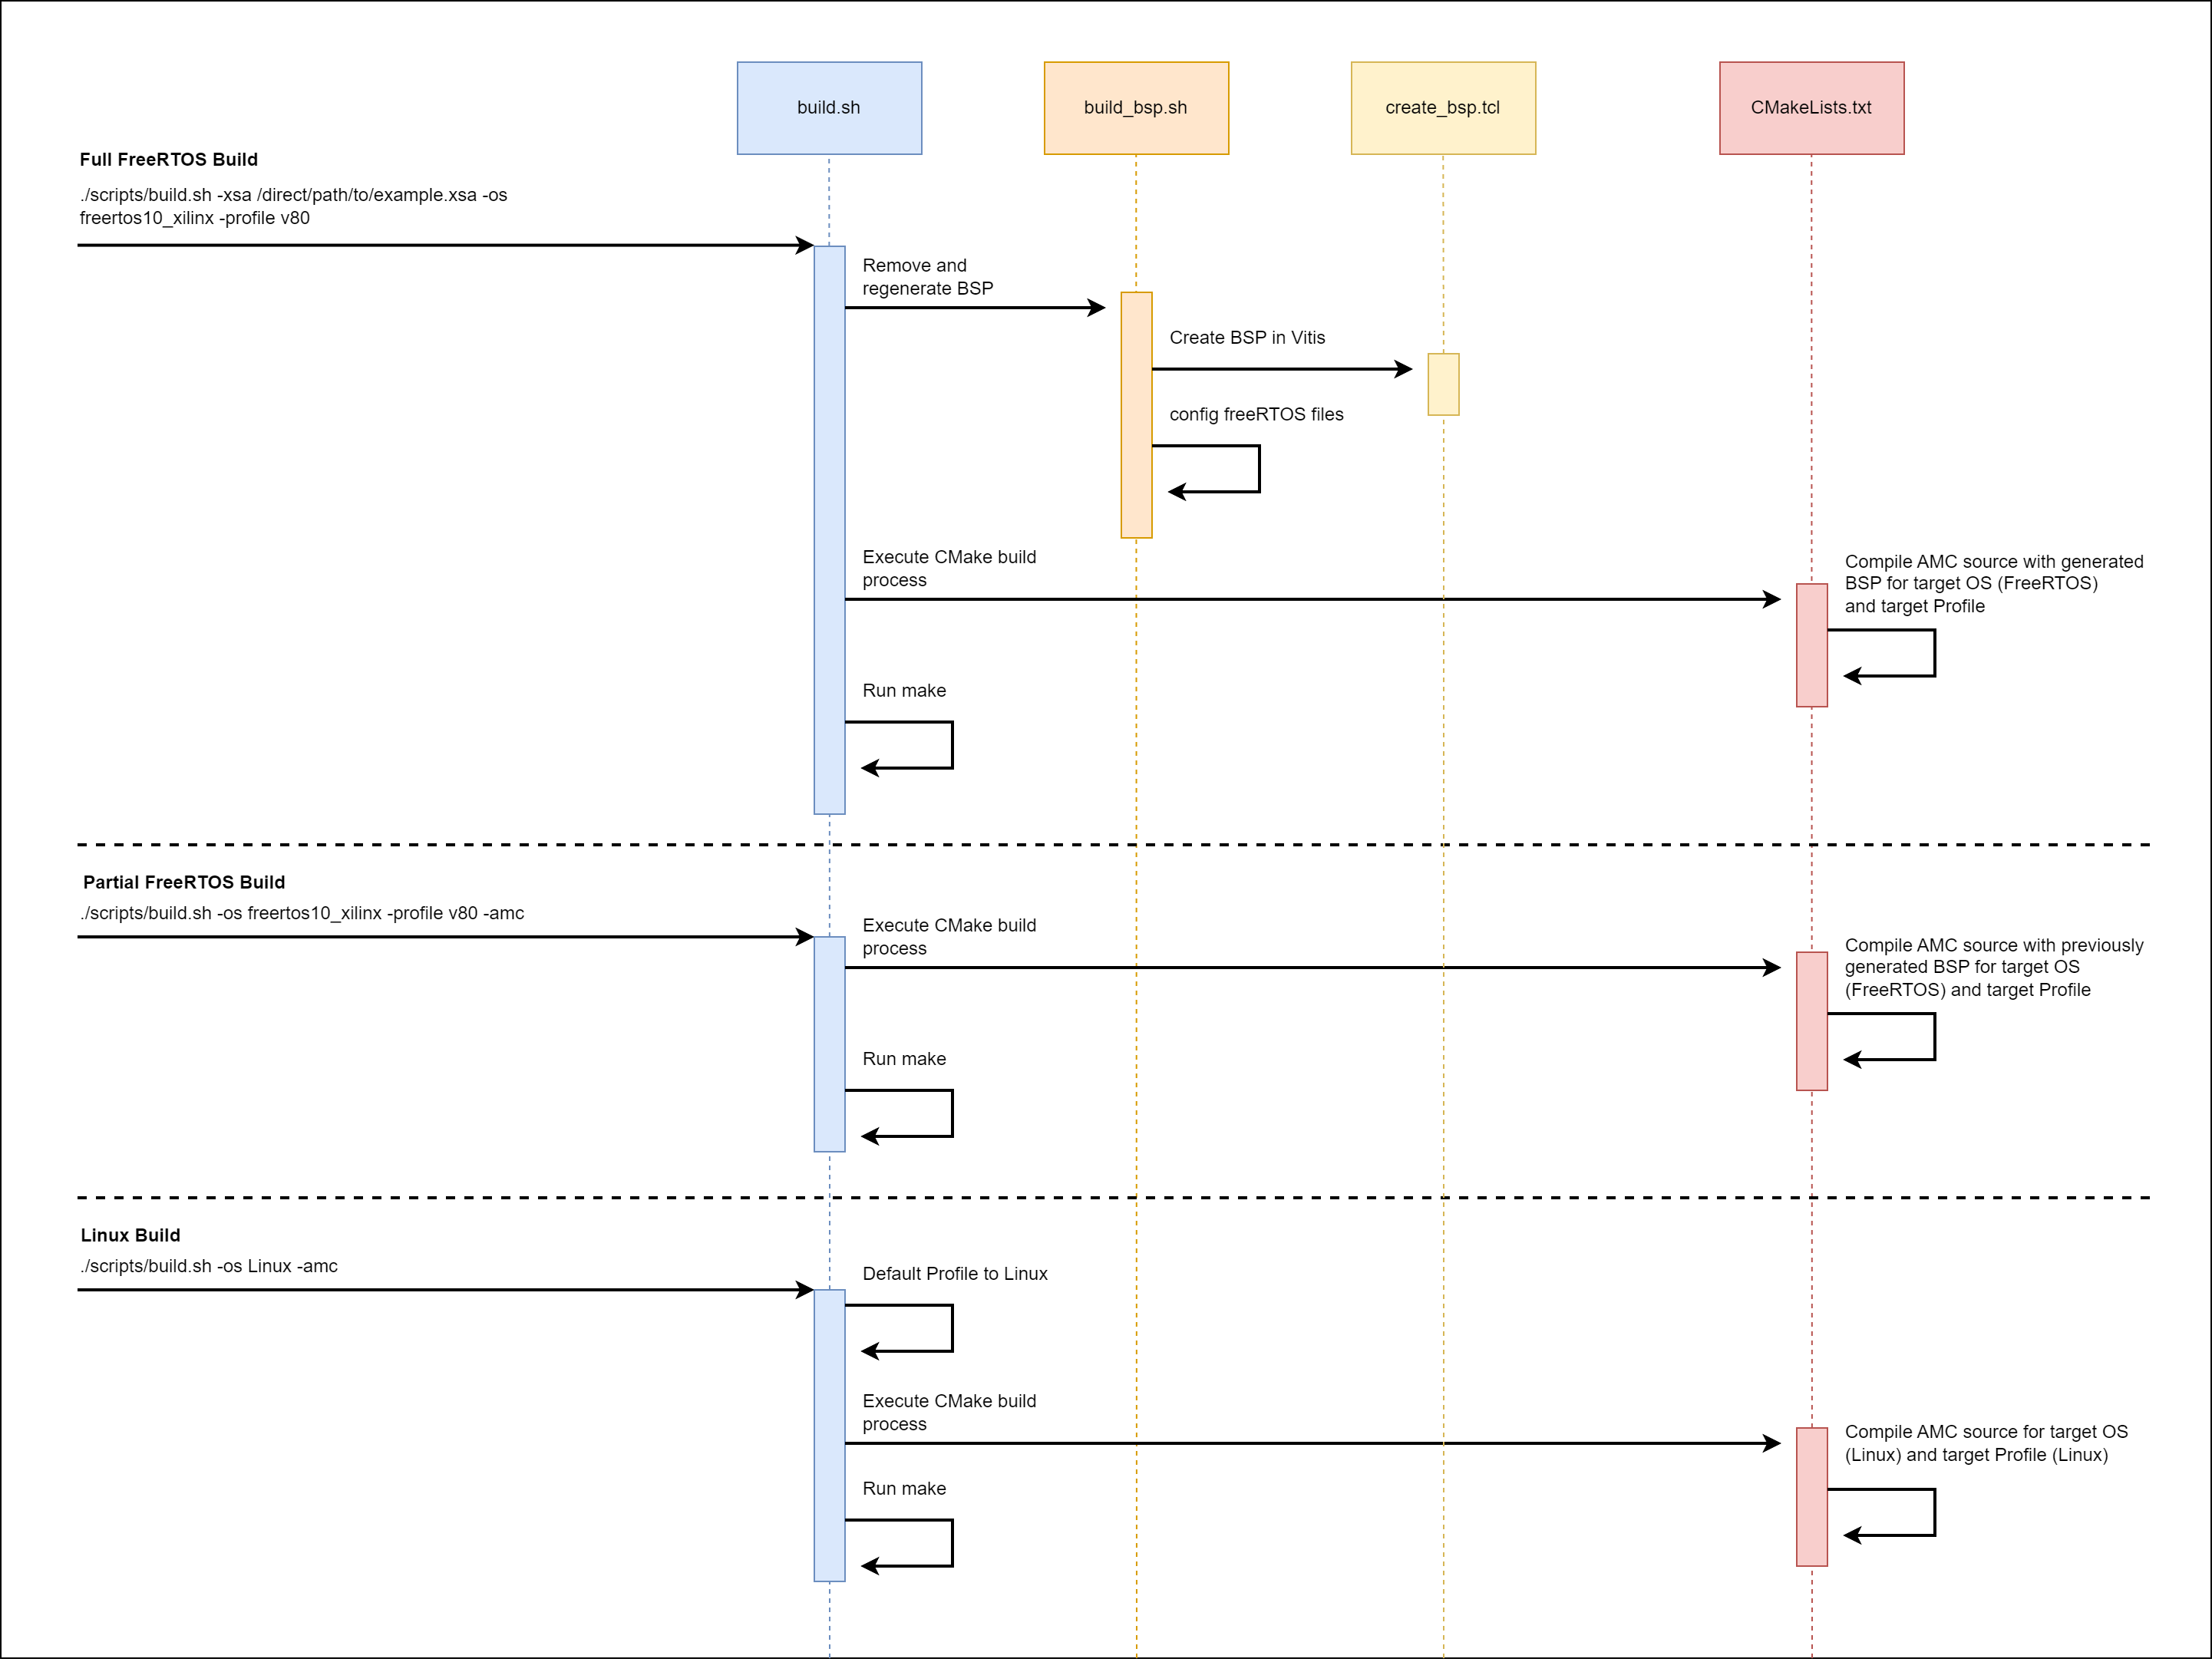 build.sh
build_bsp.sh
create_bsp.tcl
CMakeLists.txt
Full FreeRTOS Build
./scripts/build.sh -xsa /direct/path/to/example.xsa -os
freertos10_xilinx -profile v80
Remove and
regenerate BSP
Create BSP in Vitis
config freeRTOS files
Execute CMake build
process
Compile AMC source with generated
BSP for target OS (FreeRTOS)
and target Profile
Run make
Partial FreeRTOS Build
./scripts/build.sh -os freertos10_xilinx -profile v80 -amc
Execute CMake build
process
Compile AMC source with previously
generated BSP for target OS
(FreeRTOS) and target Profile
Run make
Linux Build
./scripts/build.sh -os Linux -amc
Default Profile to Linux
Execute CMake build
process
Compile AMC source for target OS
(Linux) and target Profile (Linux)
Run make